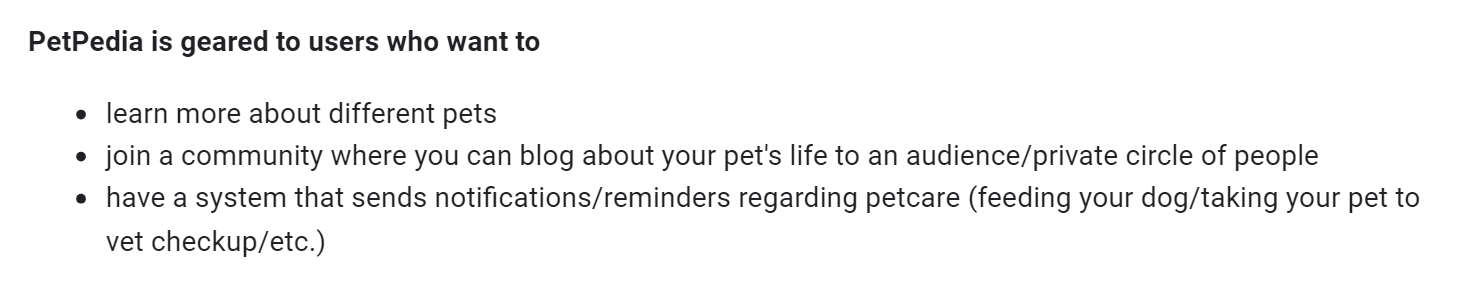 PetPedia is geared to users who want to
• learn more about different pets
• join a community where you can blog about your pet's life to an audience/private circle of people
• have a system that sends notifications/reminders regarding petcare (feeding your dog/taking your pet to
vet checkup/etc.)